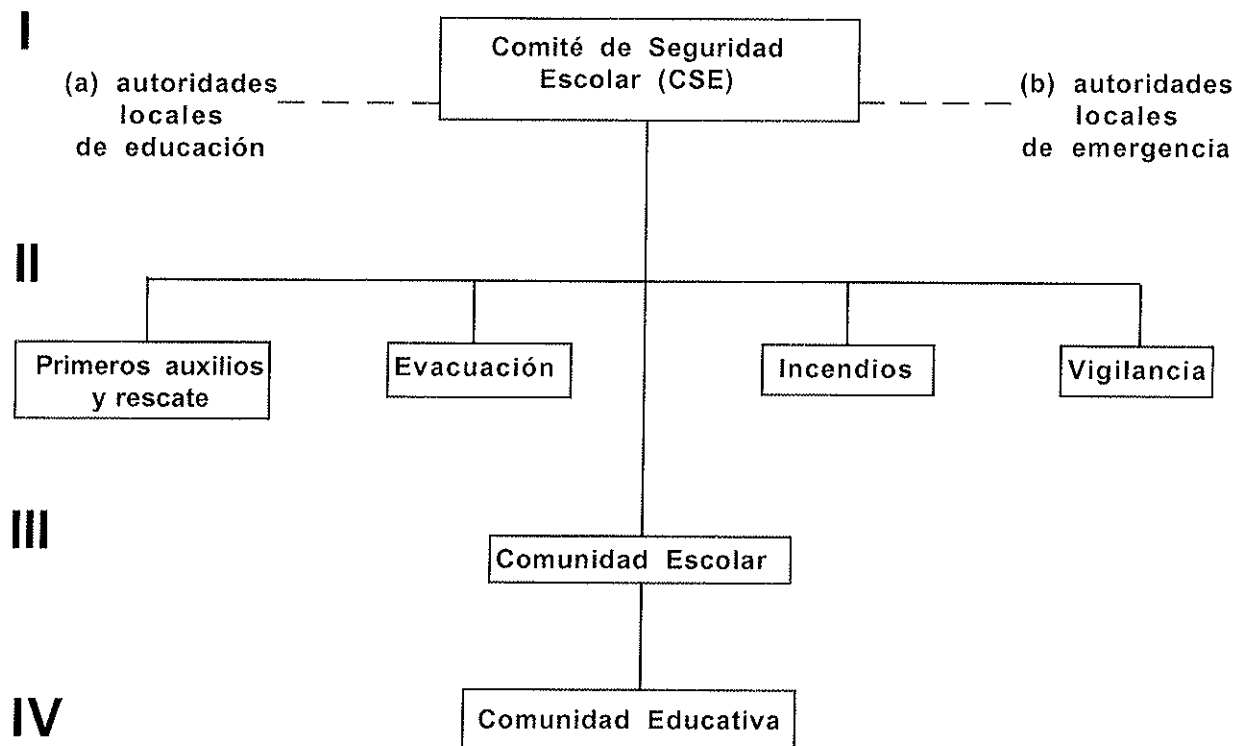 I
Comité de Seguridad
Escolar (CSE)
(a) autoridades
locales
de educación
(b) autoridades
locales
de emergencia
II
Primeros auxilios
y rescate
Evacuación
Incendios
Vigilancia
III
Comunidad Escolar
IV
Comunidad Educativa